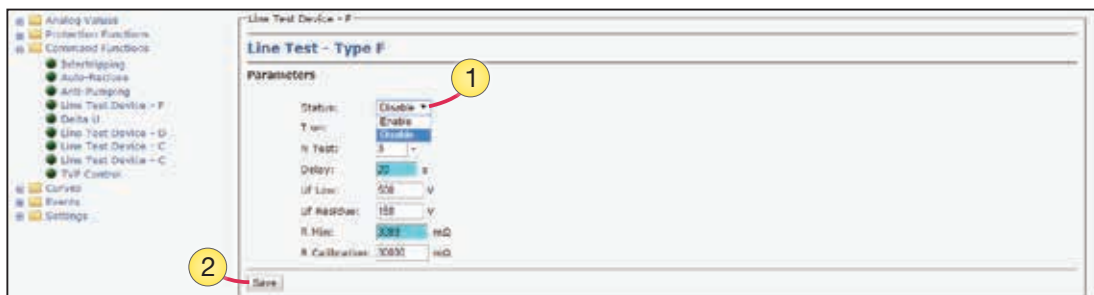 Analog Values
Protection Functions
Command Functions
Intertripping
Auto-Reclose
Anti-Pumping
Line Test Device - F
Delta U
Line Test Device - D
Line Test Device - C
Line Test Device - C
TVP Control
Curves
Events
Settings
Line Test Device - F
Line Test - Type F
Parameters
1
Status: Disable
Enable
Disable
T
N Test: 3 -
Delay: 20 s
Uf Low: 500 V
Uf Residue: 150 V
R Min: mΩ
R Calibration: 30000 mΩ
2
Save